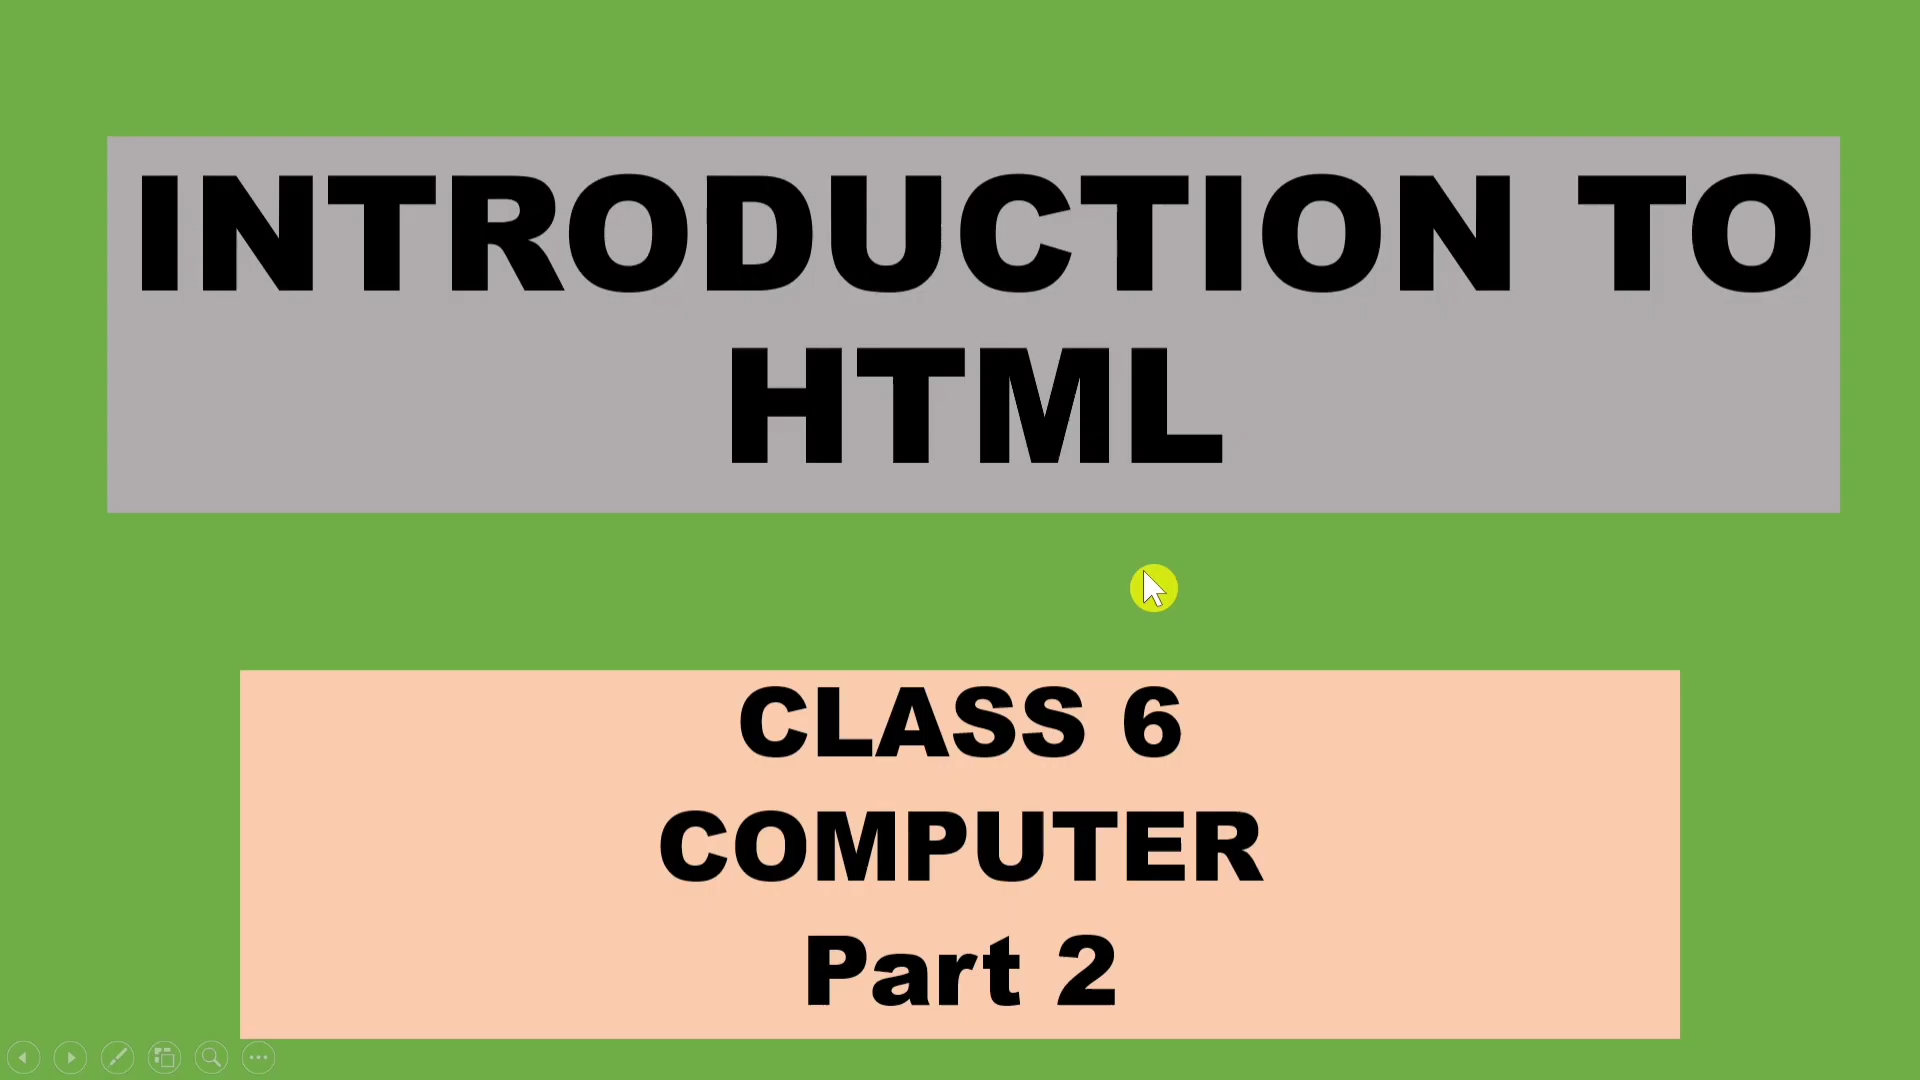 INTRODUCTION TO
HTML
CLASS 6
COMPUTER
Part 2